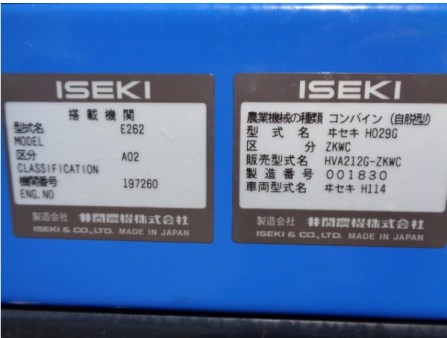 ISEKI
搭載機関
型式名 E262
MODEL
区分 A02
CLASSIFICATION
機関番号 197260
ENG.NO
製造会社 井関農機株式会社
ISEKI & CO., LTD. MADE IN JAPAN
ISEKI
農業機械の種類 コンバイン (自脱型)
型式名 ヰセキ HO29G
区分 ZKWC
販売型式名 HVA212G-ZKWC
製造番号 001830
車両型式名 ヰセキ H114
製造会社 井関農機株式会社
ISEKI & CO., LTD. MADE IN JAPAN